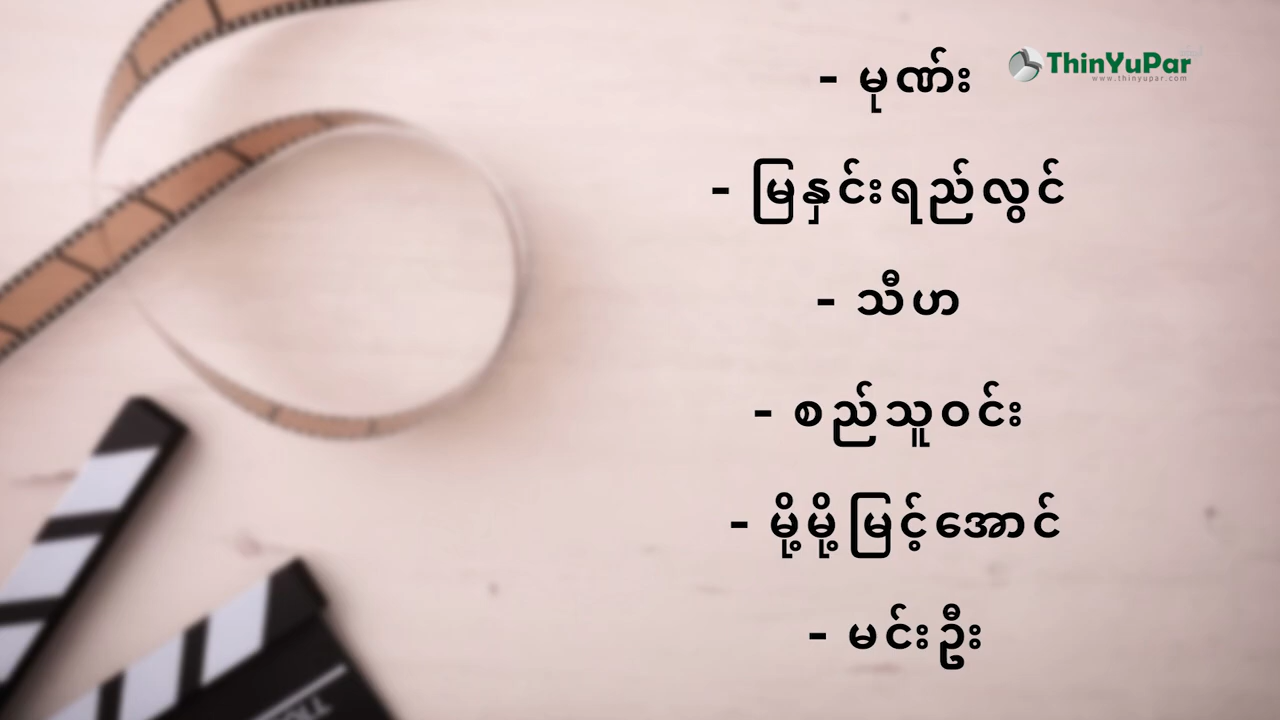 - မုဏ်း
ThinYuPar
www.thinyupar.com
- မြနှင်းရည်လွင်
- သီဟ
- စည်သူဝင်း
- မို့မို့မြင့်အောင်
- မင်းဦး